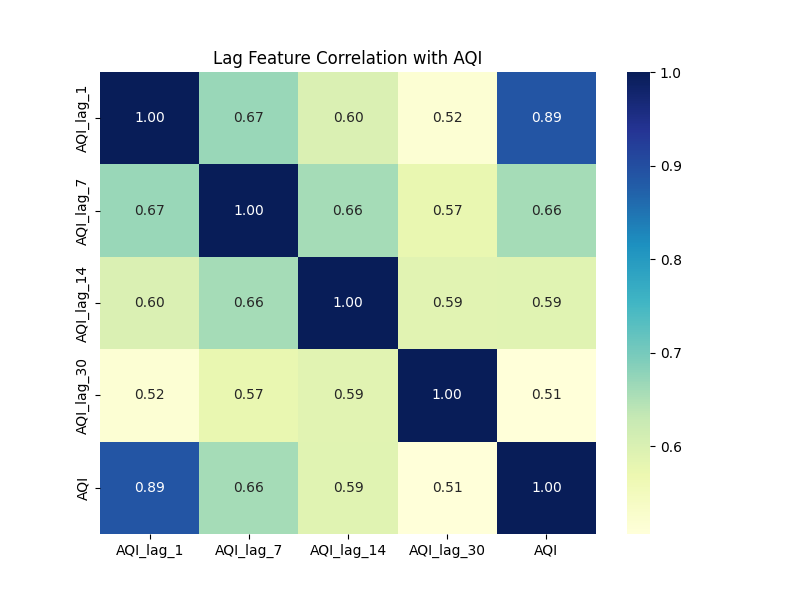 Lag Feature Correlation with AQI
AQI_lag_1
1.00 0.67 0.60 0.52 0.89
AQI_lag_7
0.67 1.00 0.66 0.57 0.66
AQI_lag_14
0.60 0.66 1.00 0.59 0.59
AQI_lag_30
0.52 0.57 0.59 1.00 0.51
AQI
0.89 0.66 0.59 0.51 1.00
AQI_lag_1 AQI_lag_7 AQI_lag_14 AQI_lag_30 AQI
1.0
0.9
0.8
0.7
0.6